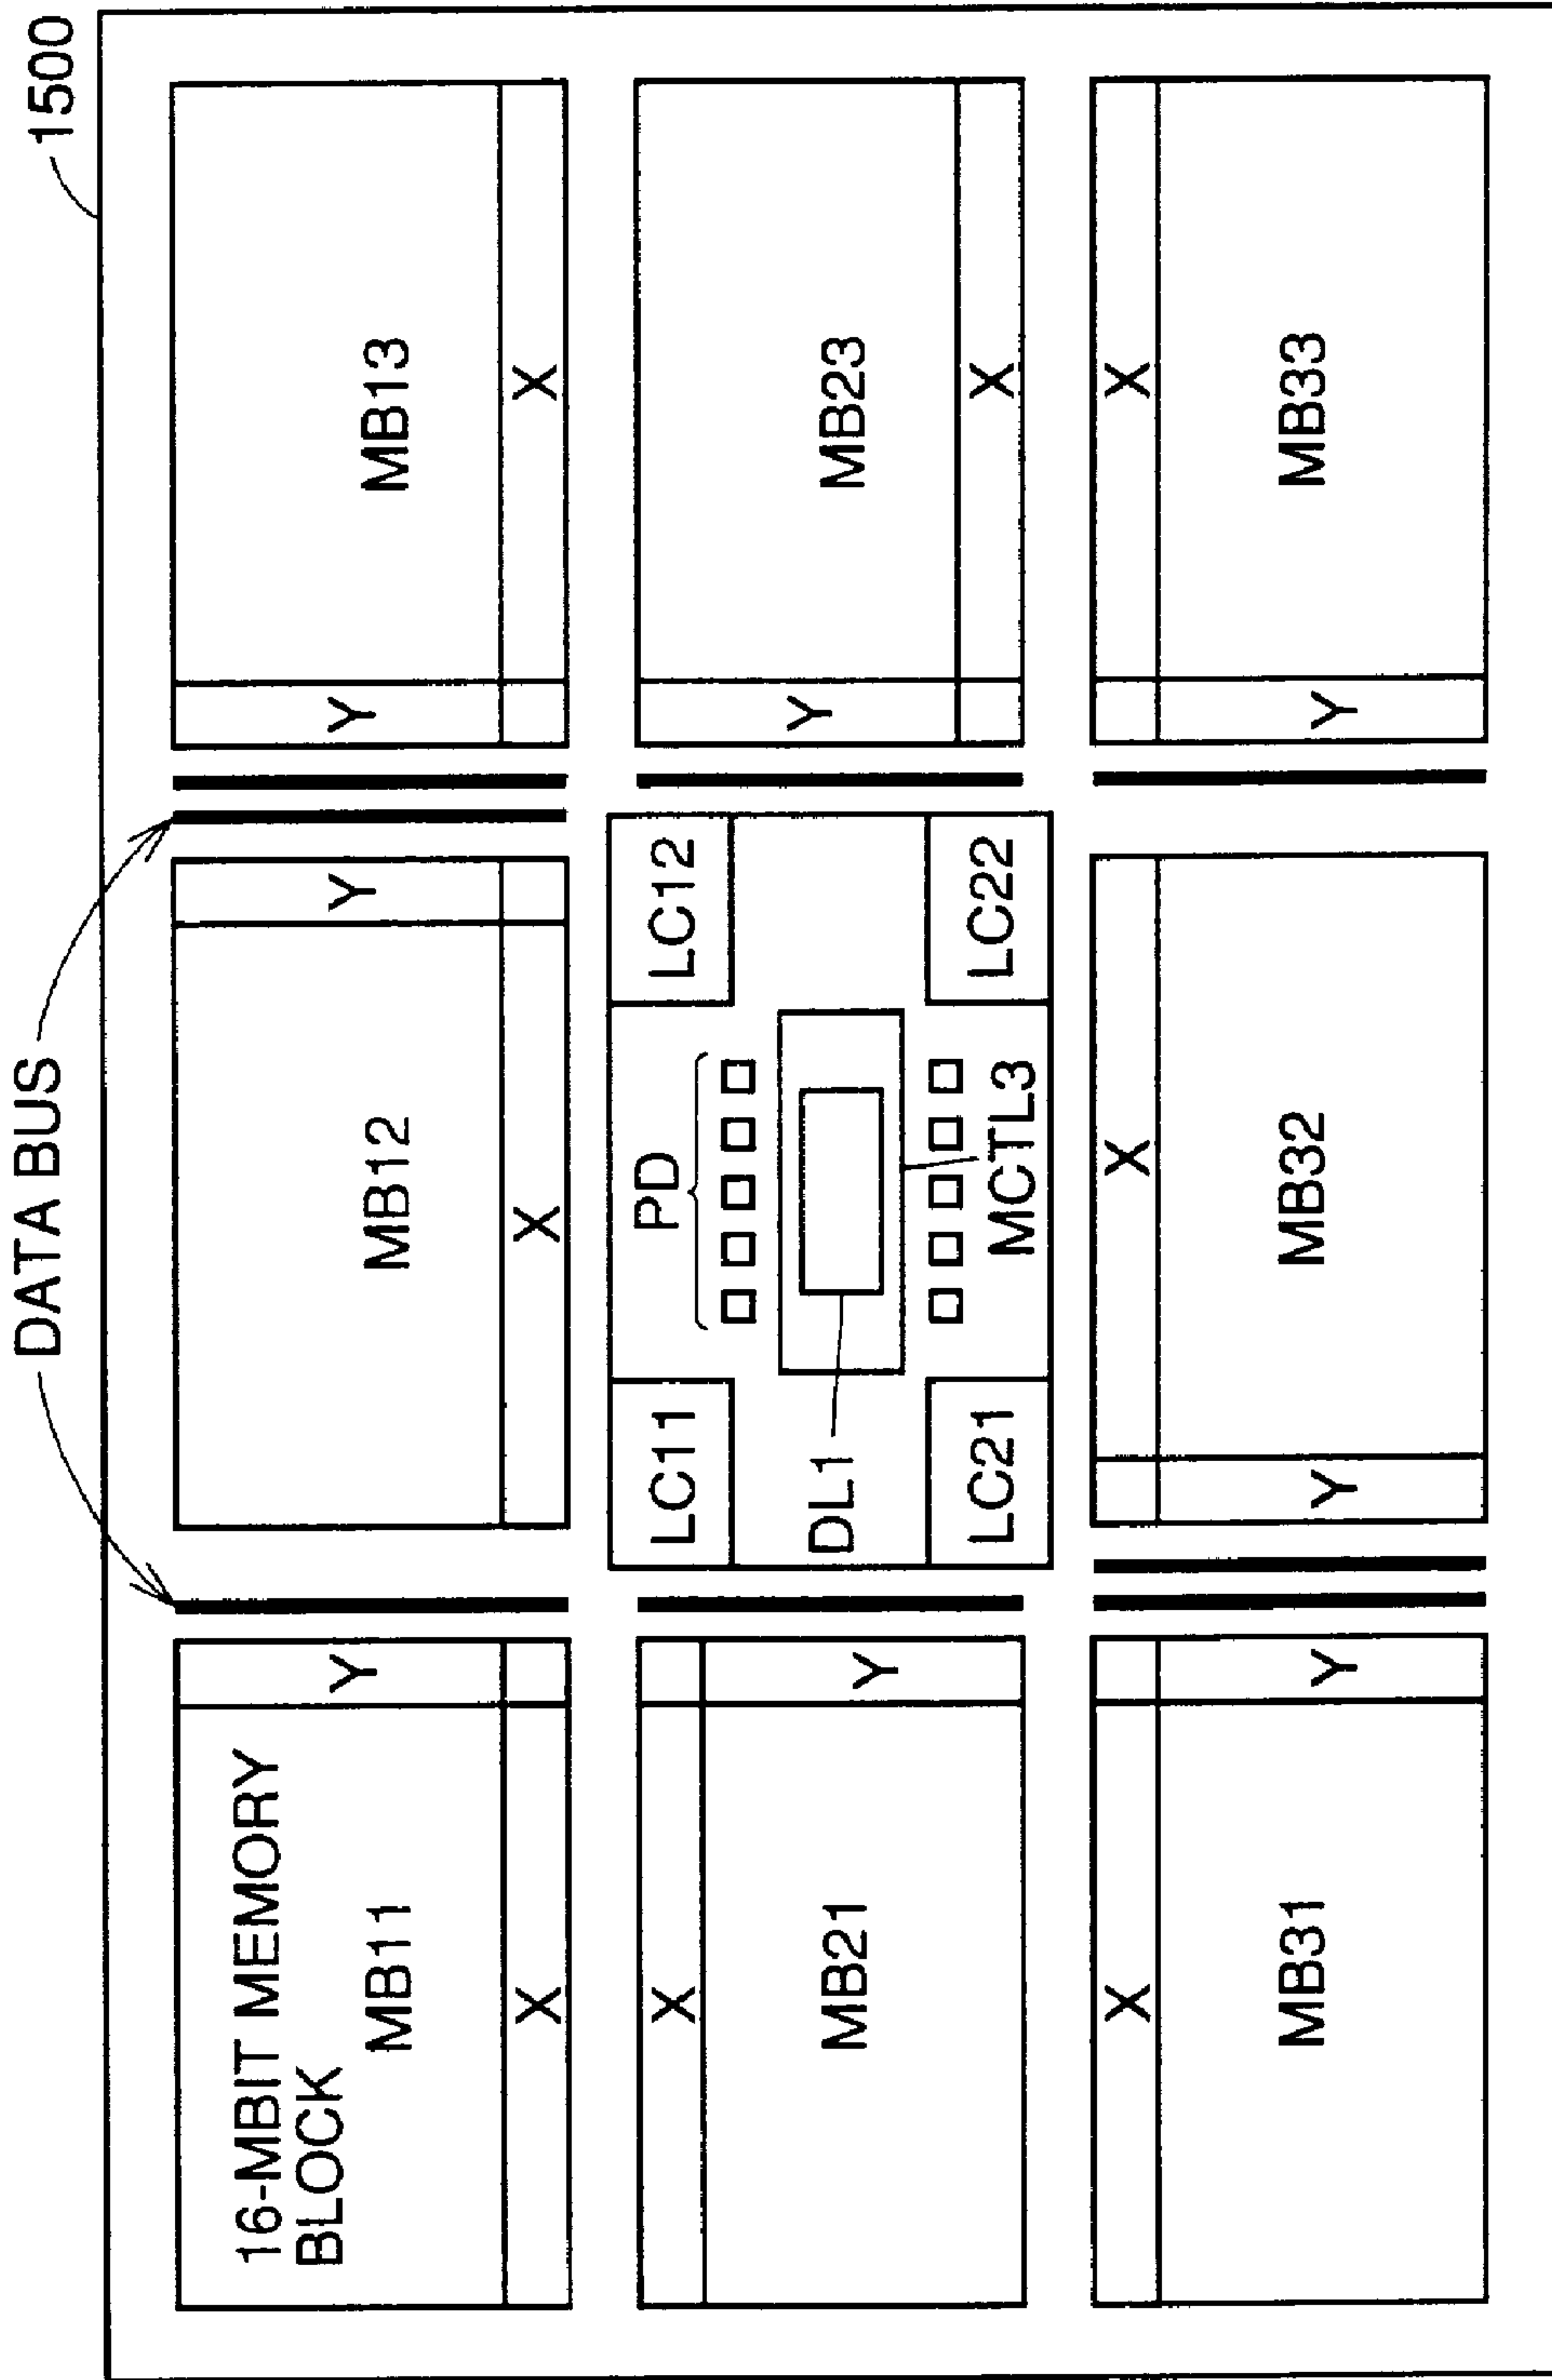 DATA BUS
1500
16-MBIT MEMORY
BLOCK
MB11
Y
X
MB12
Y
X
Y
MB13
X
X
MB21
Y
LC11
PD
LC12
DL1
LC21
MCTL3
LC22
Y
MB23
X
X
MB31
Y
X
Y
MB32
X
Y
MB33